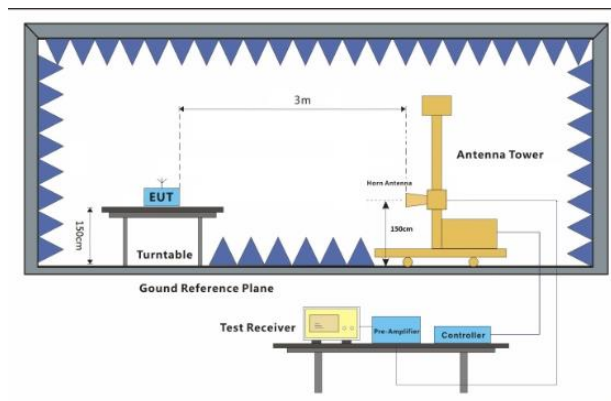 3m
Antenna Tower
Horn Antenna
EUT
150cm
150cm
Turntable
Gound Reference Plane
Test Receiver
Pre-Amplifier
Controller